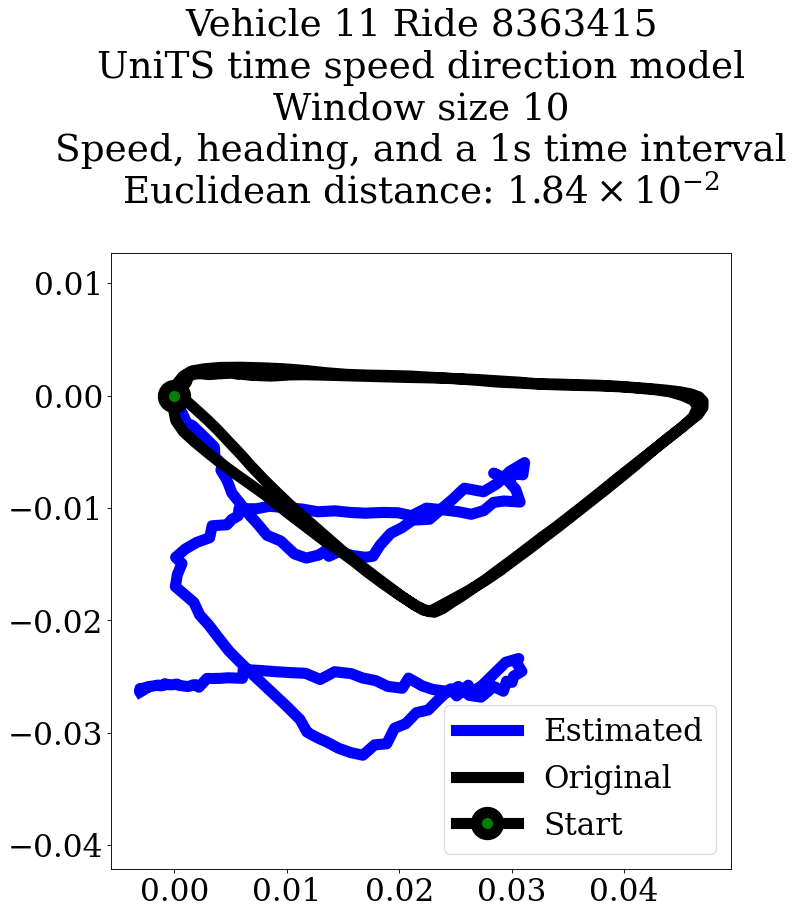 Vehicle 11 Ride 8363415
UniTS time speed direction model
Window size 10
Speed, heading, and a 1s time interval
Euclidean distance: 1.84 × 10⁻²
0.01
0.00
−0.01
−0.02
−0.03
−0.04
Estimated
Original
Start
0.00 0.01 0.02 0.03 0.04